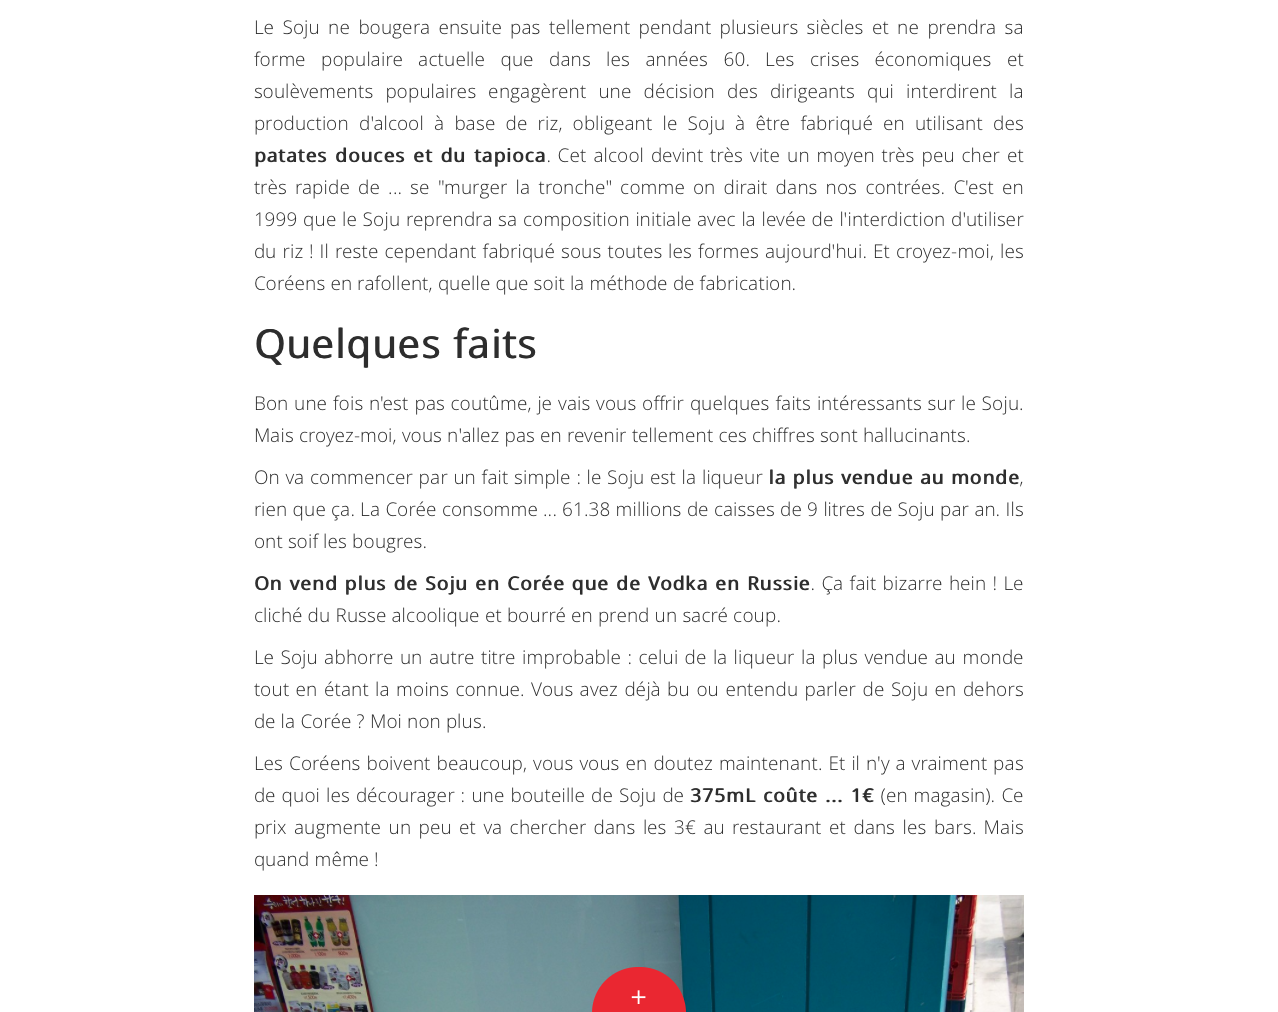 Le Soju ne bougera ensuite pas tellement pendant plusieurs siècles et ne prendra sa
forme populaire actuelle que dans les années 60. Les crises économiques et
soulèvements populaires engagèrent une décision des dirigeants qui interdirent la
production d'alcool à base de riz, obligeant le Soju à être fabriqué en utilisant des
patates douces et du tapioca. Cet alcool devint très vite un moyen très peu cher et
très rapide de ... se "murger la tronche" comme on dirait dans nos contrées. C'est en
1999 que le Soju reprendra sa composition initiale avec la levée de l'interdiction d'utiliser
du riz ! Il reste cependant fabriqué sous toutes les formes aujourd'hui. Et croyez-moi, les
Coréens en rafollent, quelle que soit la méthode de fabrication.
Quelques faits
Bon une fois n'est pas coutûme, je vais vous offrir quelques faits intéressants sur le Soju.
Mais croyez-moi, vous n'allez pas en revenir tellement ces chiffres sont hallucinants.
On va commencer par un fait simple : le Soju est la liqueur la plus vendue au monde,
rien que ça. La Corée consomme ... 61.38 millions de caisses de 9 litres de Soju par an. Ils
ont soif les bougres.
On vend plus de Soju en Corée que de Vodka en Russie. Ça fait bizarre hein ! Le
cliché du Russe alcoolique et bourré en prend un sacré coup.
Le Soju abhorre un autre titre improbable : celui de la liqueur la plus vendue au monde
tout en étant la moins connue. Vous avez déjà bu ou entendu parler de Soju en dehors
de la Corée ? Moi non plus.
Les Coréens boivent beaucoup, vous vous en doutez maintenant. Et il n'y a vraiment pas
de quoi les décourager : une bouteille de Soju de 375mL coûte ... 1€ (en magasin). Ce
prix augmente un peu et va chercher dans les 3€ au restaurant et dans les bars. Mais
quand même !
+